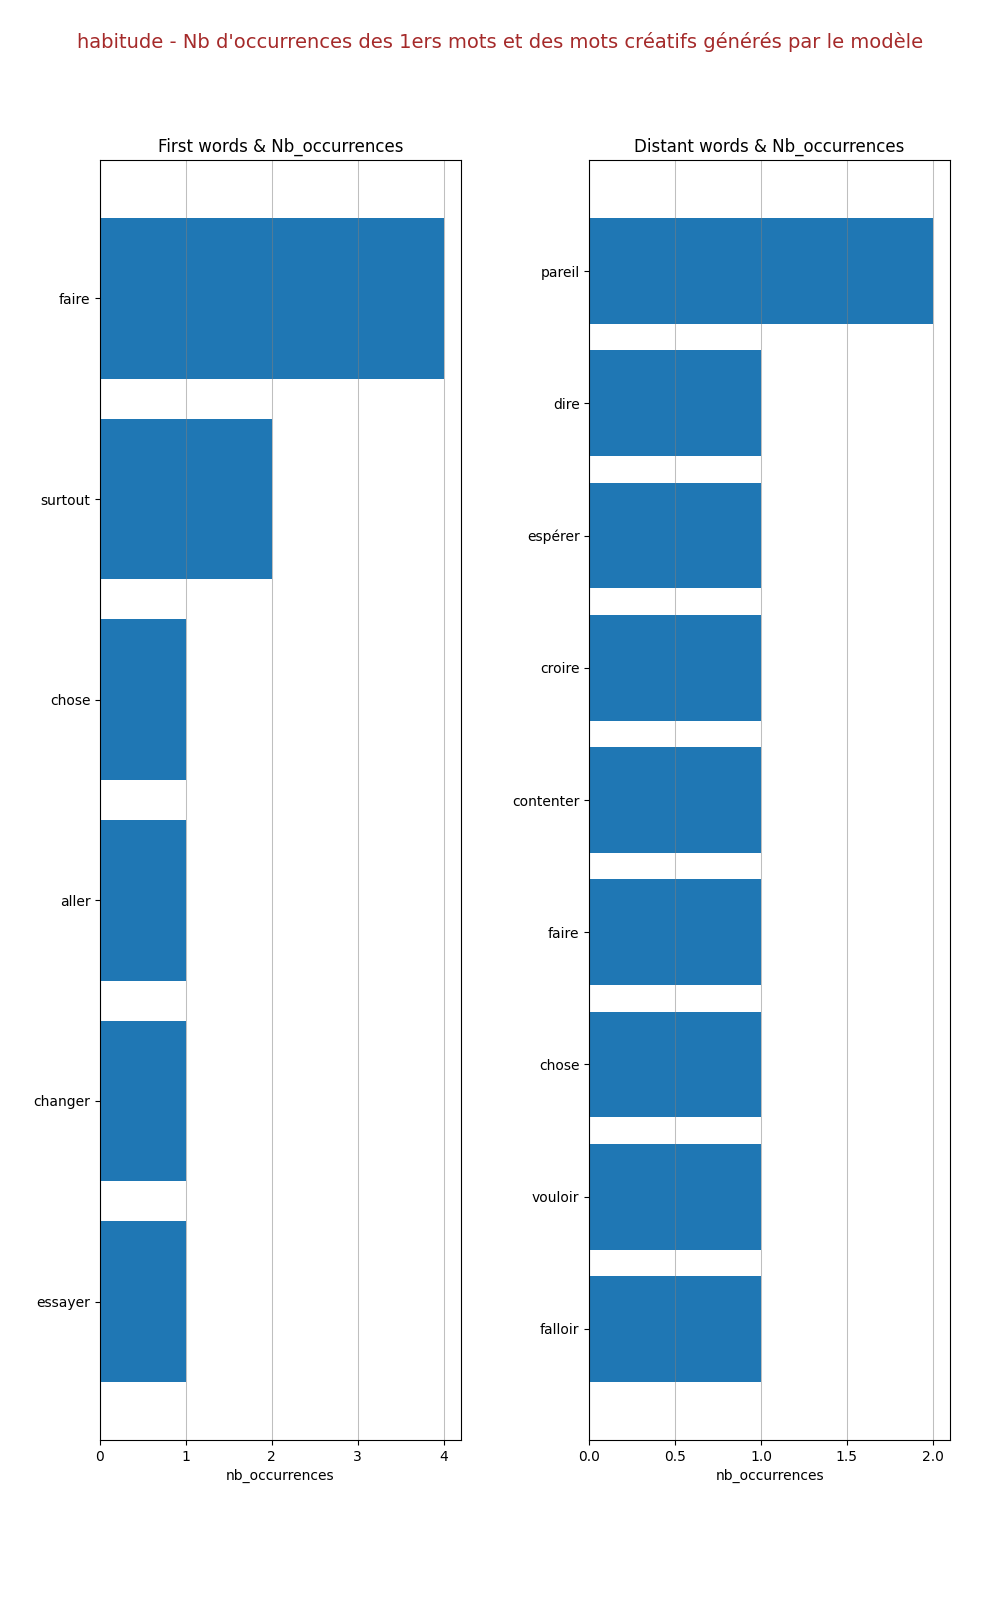 habitude - Nb d'occurrences des 1ers mots et des mots créatifs générés par le modèle
First words & Nb_occurrences
faire
surtout
chose
aller
changer
essayer
0 1 2 3 4
nb_occurrences
Distant words & Nb_occurrences
pareil
dire
espérer
croire
contenter
faire
chose
vouloir
falloir
0.0 0.5 1.0 1.5 2.0
nb_occurrences